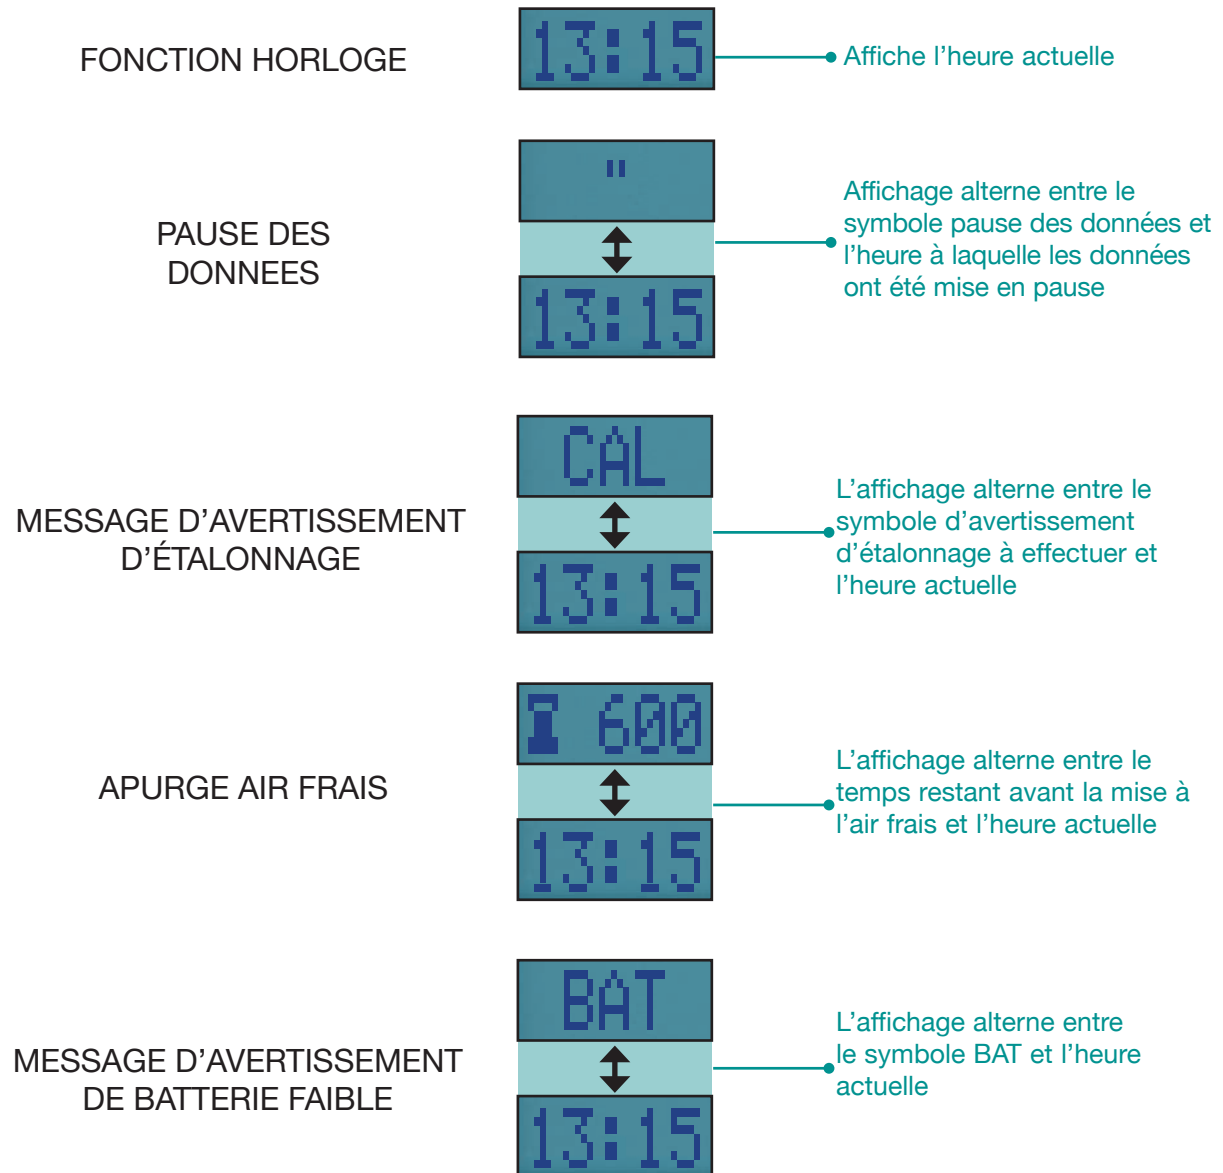 FONCTION HORLOGE
13:15
Affiche l’heure actuelle
PAUSE DES
DONNEES
"
13:15
Affichage alterne entre le
symbole pause des données et
l’heure à laquelle les données
ont été mise en pause
MESSAGE D’AVERTISSEMENT
D’ÉTALONNAGE
CAL
13:15
L’affichage alterne entre le
symbole d’avertissement
d’étalonnage à effectuer et
l’heure actuelle
APURGE AIR FRAIS
600
13:15
L’affichage alterne entre le
temps restant avant la mise à
l’air frais et l’heure actuelle
MESSAGE D’AVERTISSEMENT
DE BATTERIE FAIBLE
BAT
13:15
L’affichage alterne entre
le symbole BAT et l’heure
actuelle